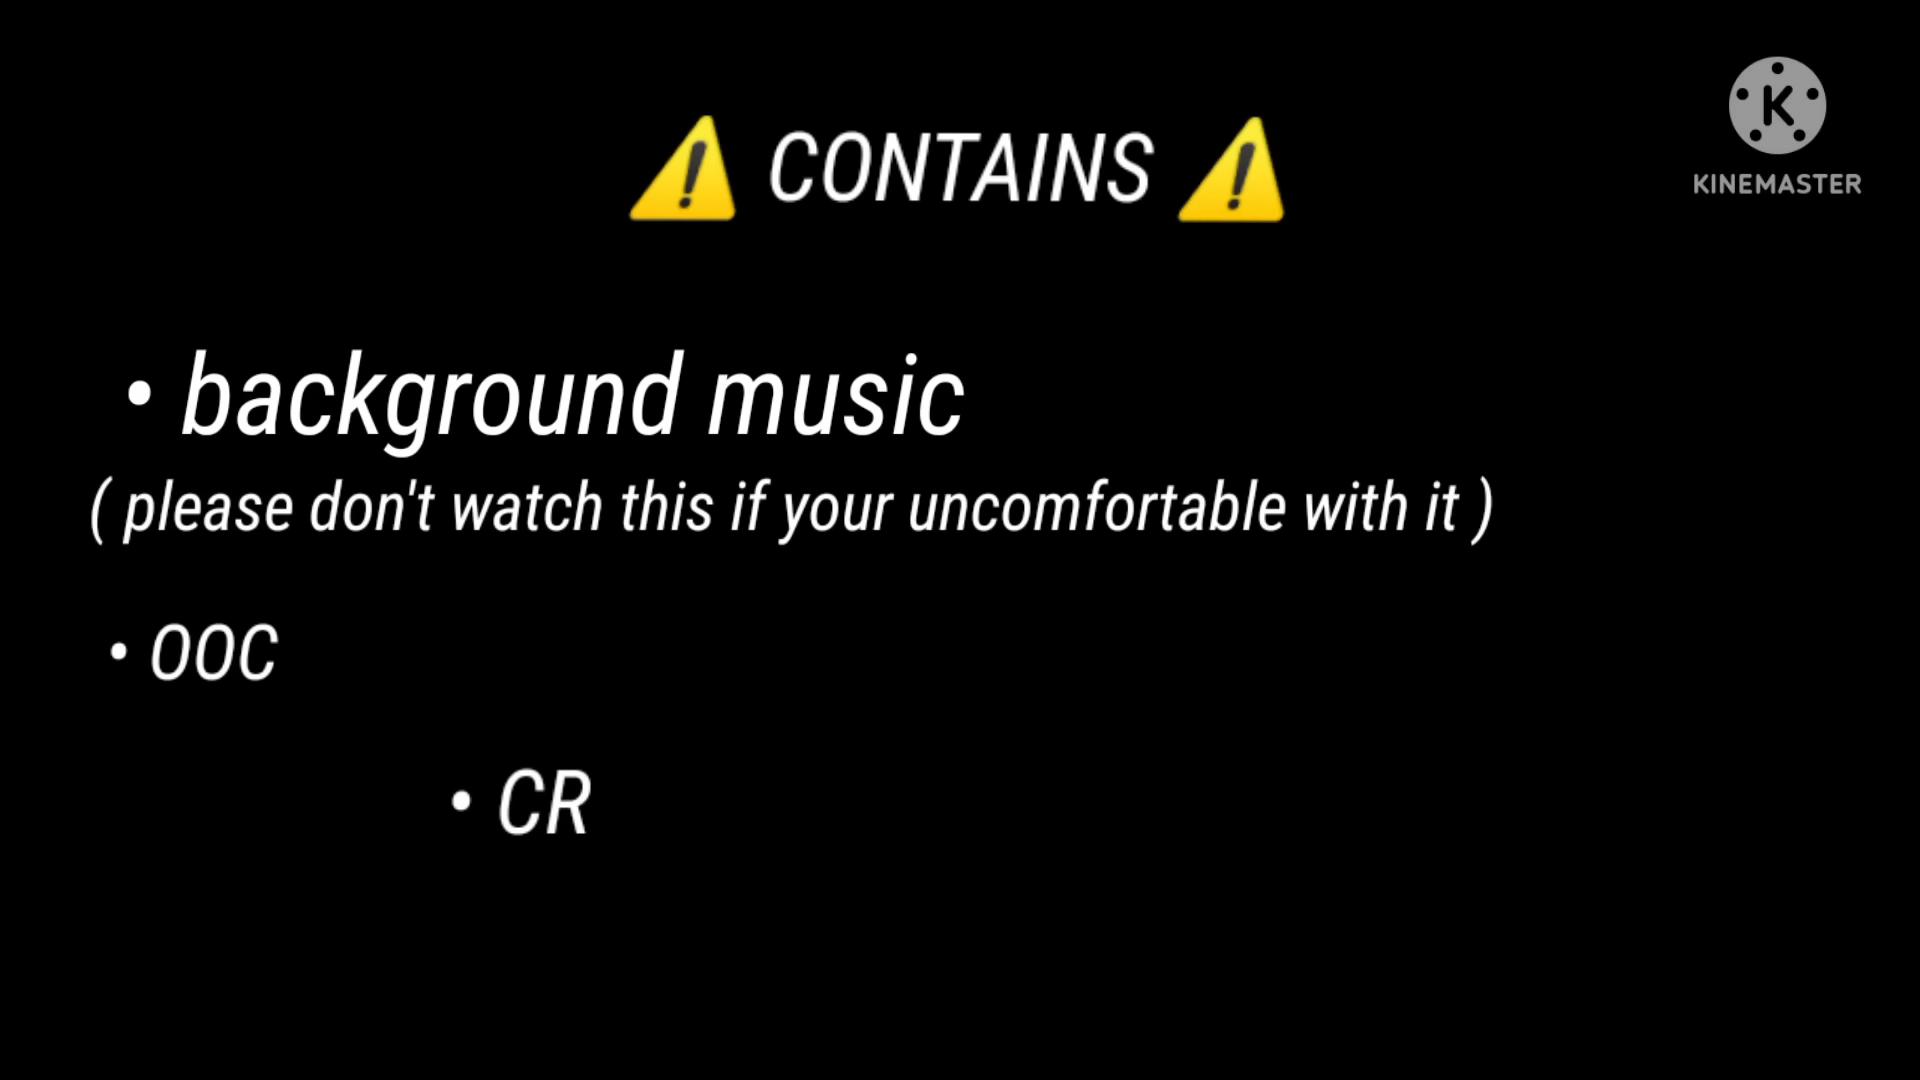 ⚠️ CONTAINS ⚠️
KINEMASTER
• background music
( please don't watch this if your uncomfortable with it )
• OOC
• CR